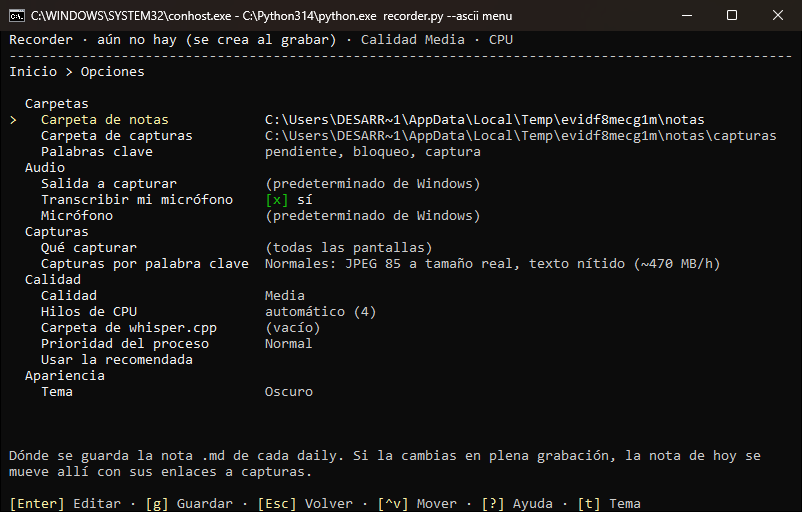 C:\WINDOWS\SYSTEM32\conhost.exe - C:\Python314\python.exe recorder.py --ascii menu
Recorder · aún no hay (se crea al grabar) · Calidad Media · CPU
--------------------------------------------------------------------------------------------------
Inicio > Opciones
Carpetas
> Carpeta de notas C:\Users\DESARR~1\AppData\Local\Temp\evidf8mecg1m\notas
Carpeta de capturas C:\Users\DESARR~1\AppData\Local\Temp\evidf8mecg1m\notas\capturas
Palabras clave pendiente, bloqueo, captura
Audio
Salida a capturar (predeterminado de Windows)
Transcribir mi micrófono [x] sí
Micrófono (predeterminado de Windows)
Capturas
Qué capturar (todas las pantallas)
Capturas por palabra clave Normales: JPEG 85 a tamaño real, texto nítido (~470 MB/h)
Calidad
Calidad Media
Hilos de CPU automático (4)
Carpeta de whisper.cpp (vacío)
Prioridad del proceso Normal
Usar la recomendada
Apariencia
Tema Oscuro
Dónde se guarda la nota .md de cada daily. Si la cambias en plena grabación, la nota de hoy se
mueve allí con sus enlaces a capturas.
[Enter] Editar · [g] Guardar · [Esc] Volver · [^v] Mover · [?] Ayuda · [t] Tema